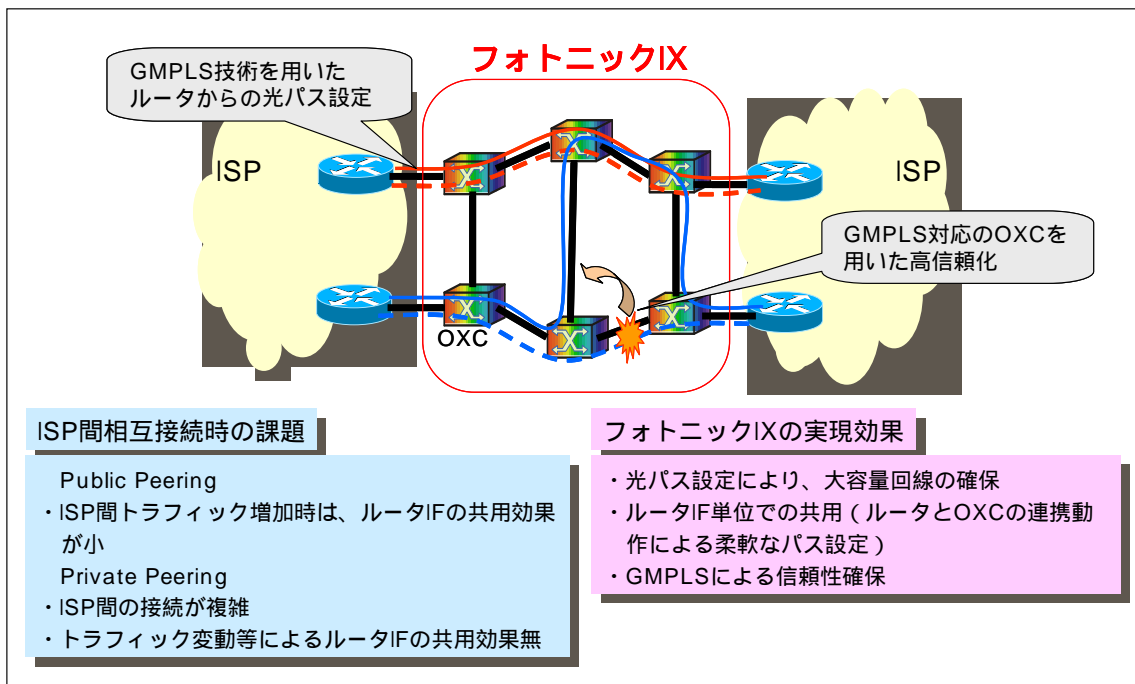 フォトニックIX
GMPLS技術を用いた
ルータからの光パス設定
ISP
ISP
GMPLS対応のOXCを
用いた高信頼化
OXC
ISP間相互接続時の課題
Public Peering
・ISP間トラフィック増加時は、ルータIFの共用効果
が小
Private Peering
・ISP間の接続が複雑
・トラフィック変動等によるルータIFの共用効果無
フォトニックIXの実現効果
・光パス設定により、大容量回線の確保
・ルータIF単位での共用（ルータとOXCの連携動
作による柔軟なパス設定）
・GMPLSによる信頼性確保